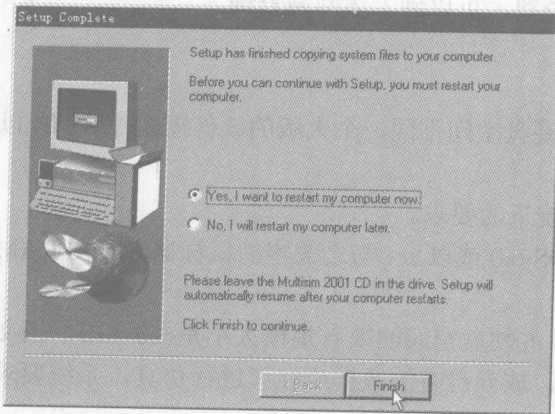 Setup Complete
Setup has finished copying system files to your computer.
Before you can continue with Setup, you must restart your
computer.
Yes, I want to restart my computer now.
No, I will restart my computer later.
Please leave the Multisim 2001 CD in the drive. Setup will
automatically resume after your computer restarts.
Click Finish to continue.
< Back
Finish